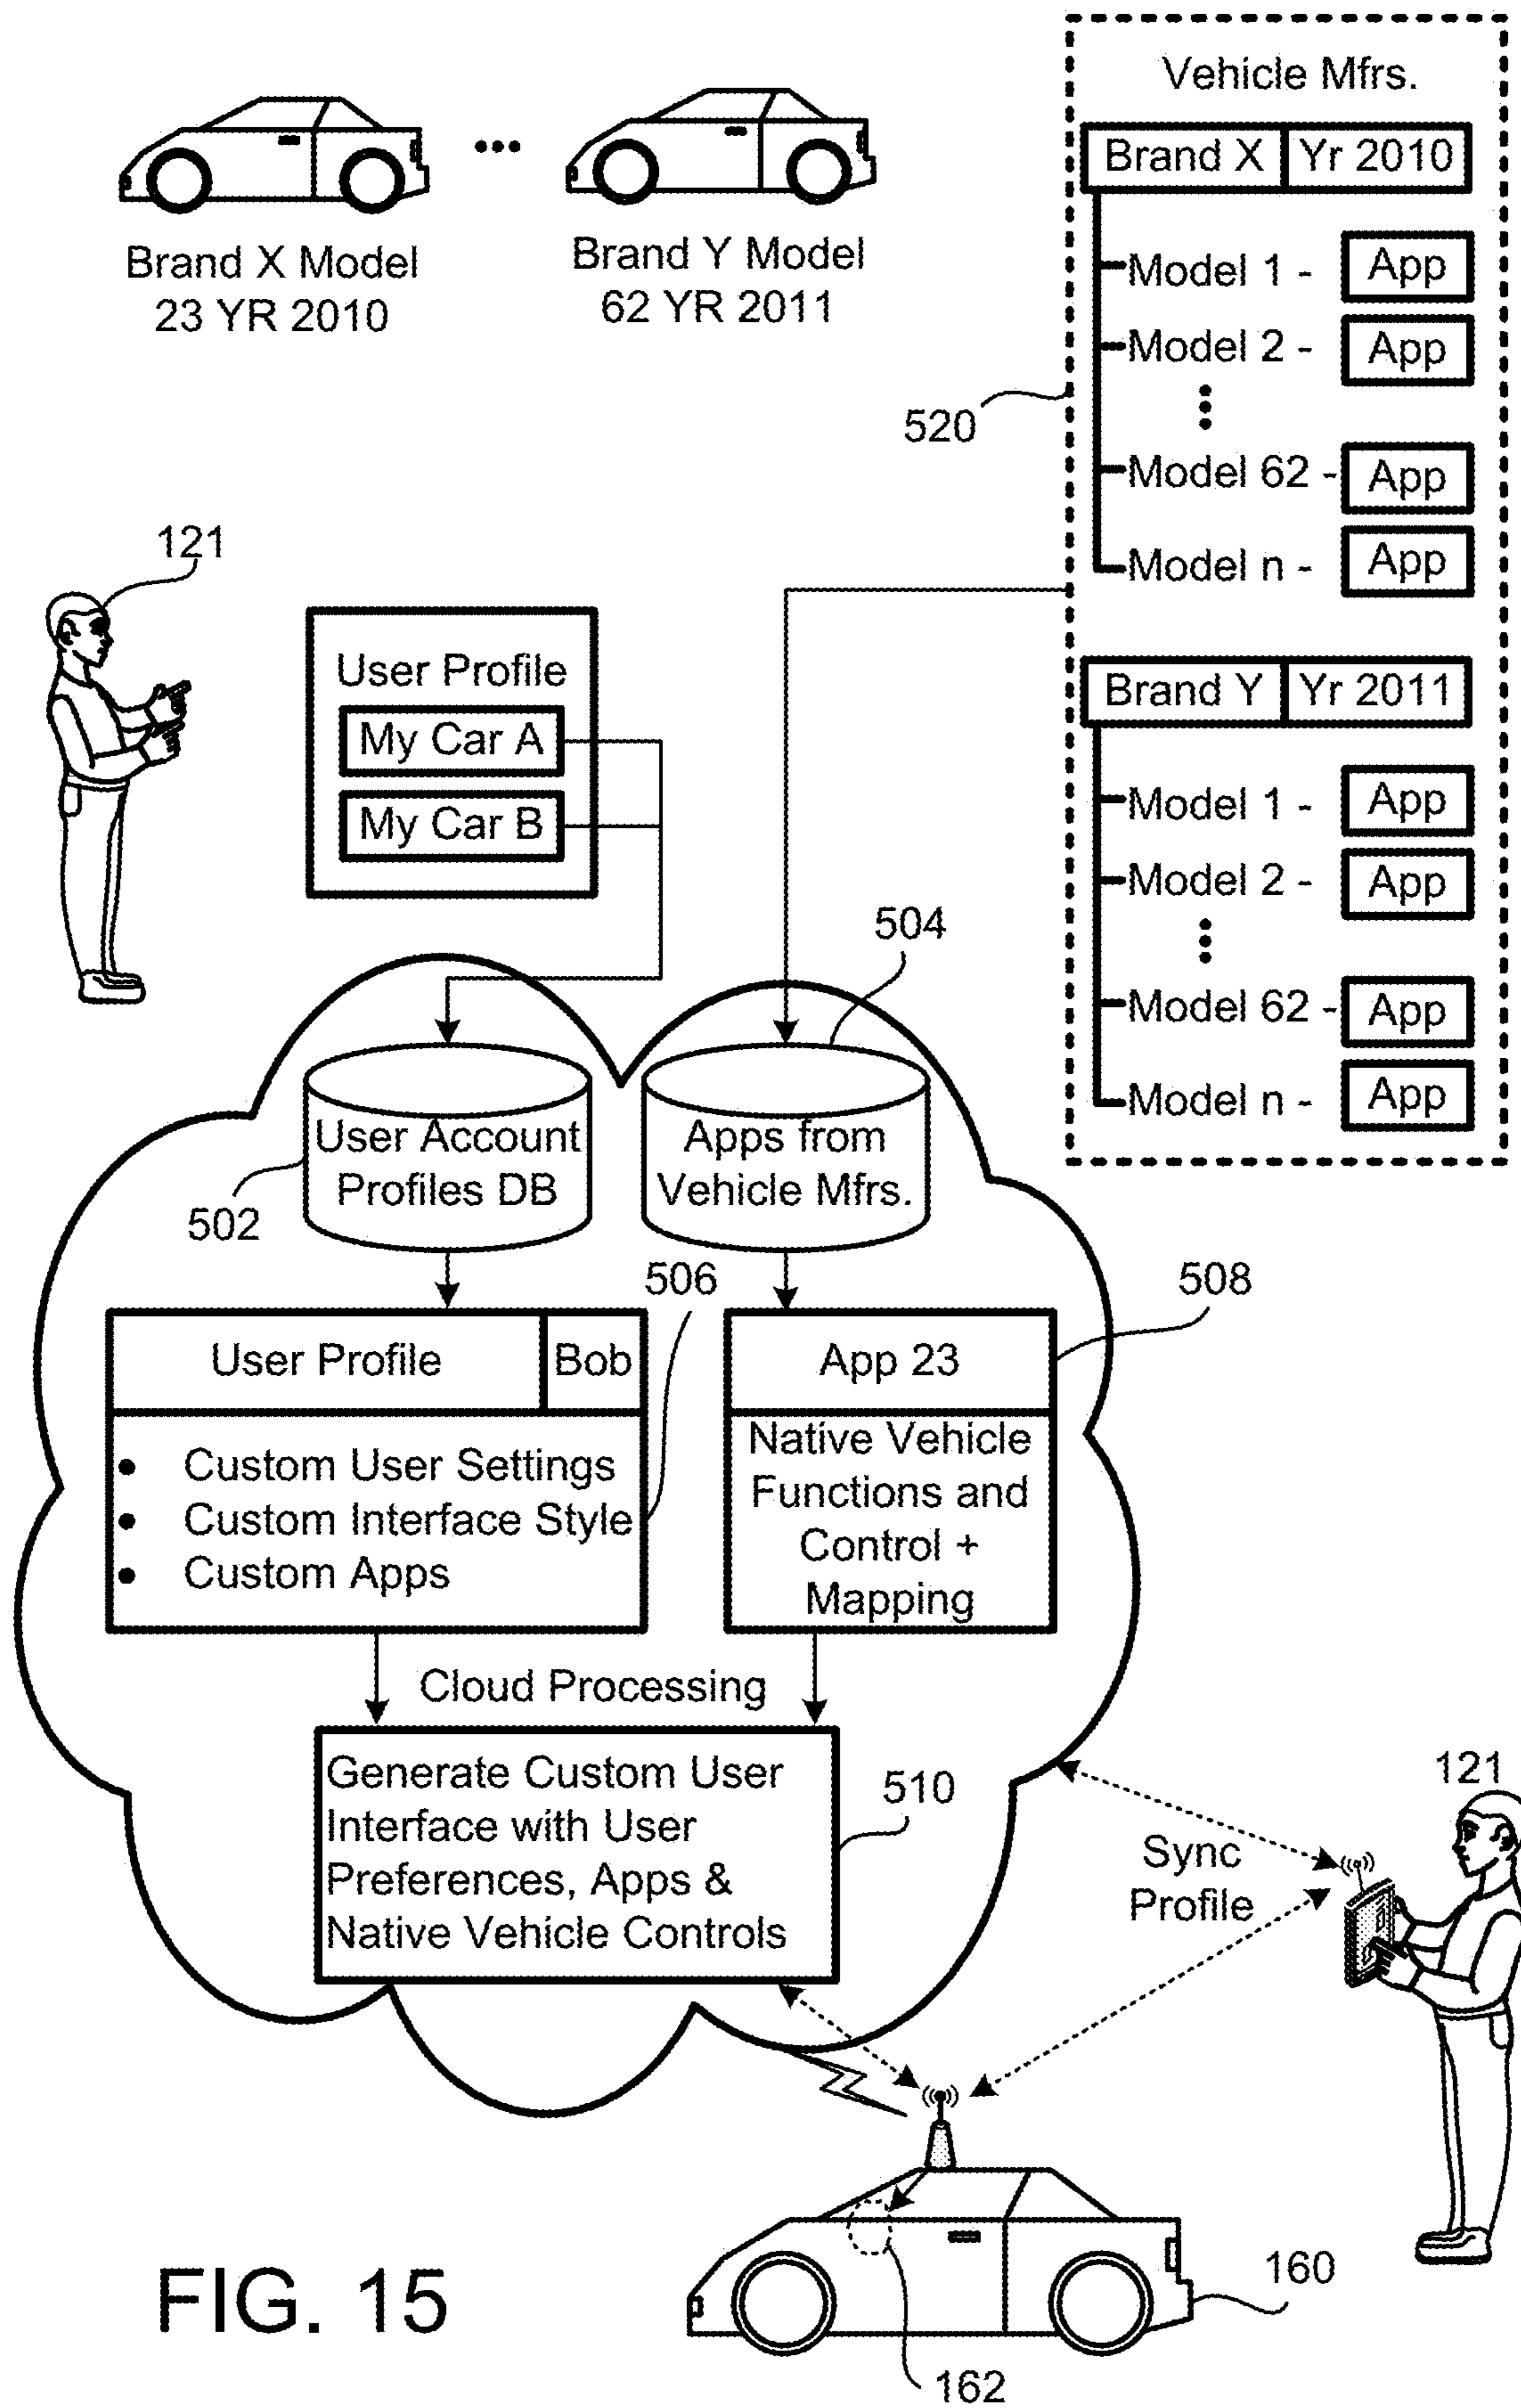 Brand X Model
23 YR 2010
Brand Y Model
62 YR 2011
Vehicle Mfrs.
Brand X Yr 2010
Model 1 - App
Model 2 - App
Model 62 - App
Model n - App
520
Brand Y Yr 2011
Model 1 - App
Model 2 - App
Model 62 - App
Model n - App
121
User Profile
My Car A
My Car B
504
User Account
Profiles DB
502
Apps from
Vehicle Mfrs.
506
508
User Profile Bob
• Custom User Settings
• Custom Interface Style
• Custom Apps
App 23
Native Vehicle
Functions and
Control +
Mapping
Cloud Processing
Generate Custom User
Interface with User
Preferences, Apps &
Native Vehicle Controls
510
Sync
Profile
121
160
162
FIG. 15